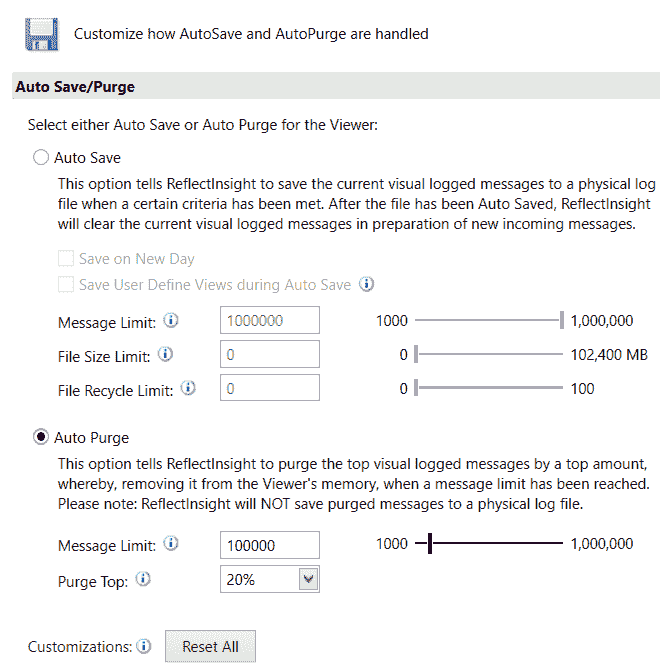 Customize how AutoSave and AutoPurge are handled
Auto Save/Purge
Select either Auto Save or Auto Purge for the Viewer:
Auto Save
This option tells ReflectInsight to save the current visual logged messages to a physical log
file when a certain criteria has been met. After the file has been Auto Saved, ReflectInsight
will clear the current visual logged messages in preparation of new incoming messages.
Save on New Day
Save User Define Views during Auto Save
Message Limit: 1000000 1000 1,000,000
File Size Limit: 0 0 102,400 MB
File Recycle Limit: 0 0 100
Auto Purge
This option tells ReflectInsight to purge the top visual logged messages by a top amount,
whereby, removing it from the Viewer's memory, when a message limit has been reached.
Please note: ReflectInsight will NOT save purged messages to a physical log file.
Message Limit: 100000 1000 1,000,000
Purge Top: 20%
Customizations: Reset All